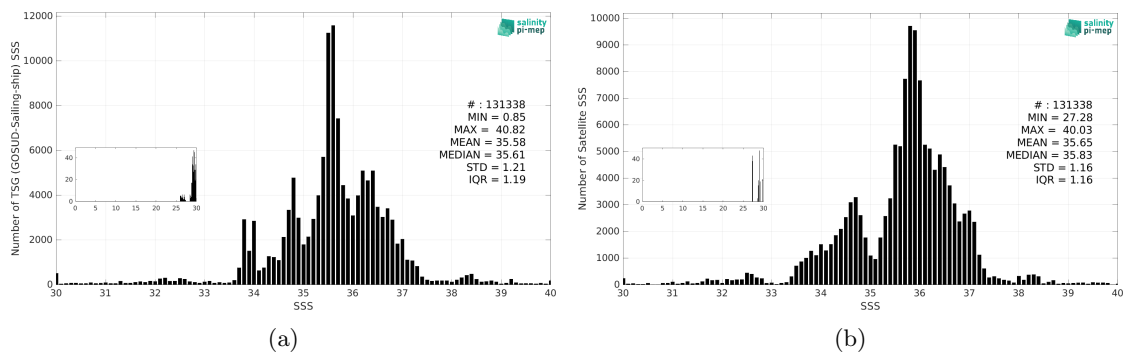 12000
10000
8000
6000
4000
2000
0
Number of TSG (GOSUD-Sailing-ship) SSS
salinity
pi-mep
# : 131338
MIN = 0.85
MAX = 40.82
MEAN = 35.58
MEDIAN = 35.61
STD = 1.21
IQR = 1.19
40
20
0
0 5 10 15 20 25 30
30 31 32 33 34 35 36 37 38 39 40
SSS
(a)
10000
9000
8000
7000
6000
5000
4000
3000
2000
1000
0
Number of Satellite SSS
salinity
pi-mep
# : 131338
MIN = 27.28
MAX = 40.03
MEAN = 35.65
MEDIAN = 35.83
STD = 1.16
IQR = 1.16
40
20
0
0 5 10 15 20 25 30
30 31 32 33 34 35 36 37 38 39 40
SSS
(b)